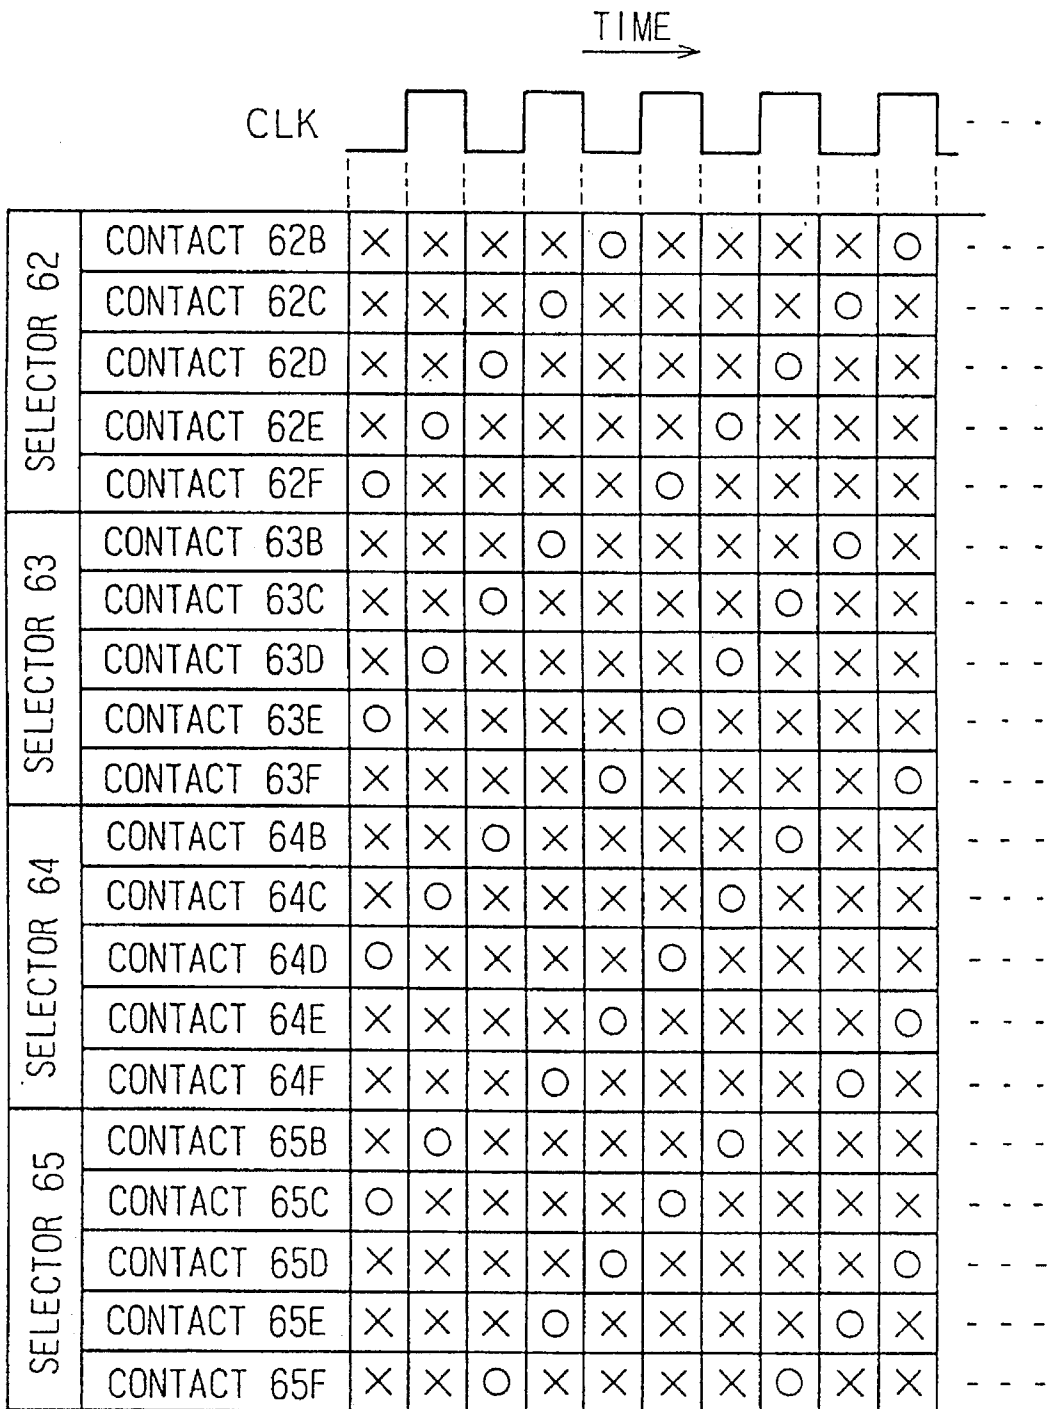 TIME
CLK
SELECTOR 62
CONTACT 62B X X X X O X X X X O - - -
CONTACT 62C X X X O X X X X O X - - -
CONTACT 62D X X O X X X X O X X - - -
CONTACT 62E X O X X X X O X X X - - -
CONTACT 62F O X X X X O X X X X - - -
SELECTOR 63
CONTACT 63B X X X O X X X X O X - - -
CONTACT 63C X X O X X X X O X X - - -
CONTACT 63D X O X X X X O X X X - - -
CONTACT 63E O X X X X O X X X X - - -
CONTACT 63F X X X X O X X X X O - - -
SELECTOR 64
CONTACT 64B X X O X X X X O X X - - -
CONTACT 64C X O X X X X O X X X - - -
CONTACT 64D O X X X X O X X X X - - -
CONTACT 64E X X X X O X X X X O - - -
CONTACT 64F X X X O X X X X O X - - -
SELECTOR 65
CONTACT 65B X O X X X X O X X X - - -
CONTACT 65C O X X X X O X X X X - - -
CONTACT 65D X X X X O X X X X O - - -
CONTACT 65E X X X O X X X X O X - - -
CONTACT 65F X X O X X X X O X X - - -